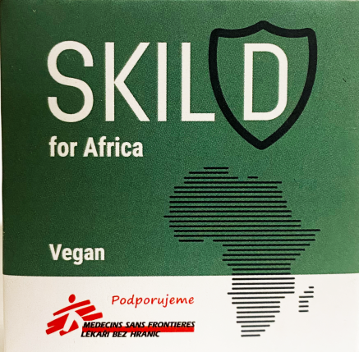 SKILD
for Africa
Vegan
Podporujeme
MEDECINS SANS FRONTIERES
LÉKAŘI BEZ HRANIC